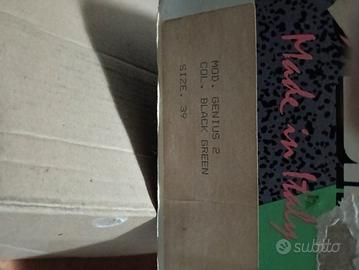 MOD. GENIUS 2
COL. BLACK GREEN
SIZE. 39
Made in Italy
subito